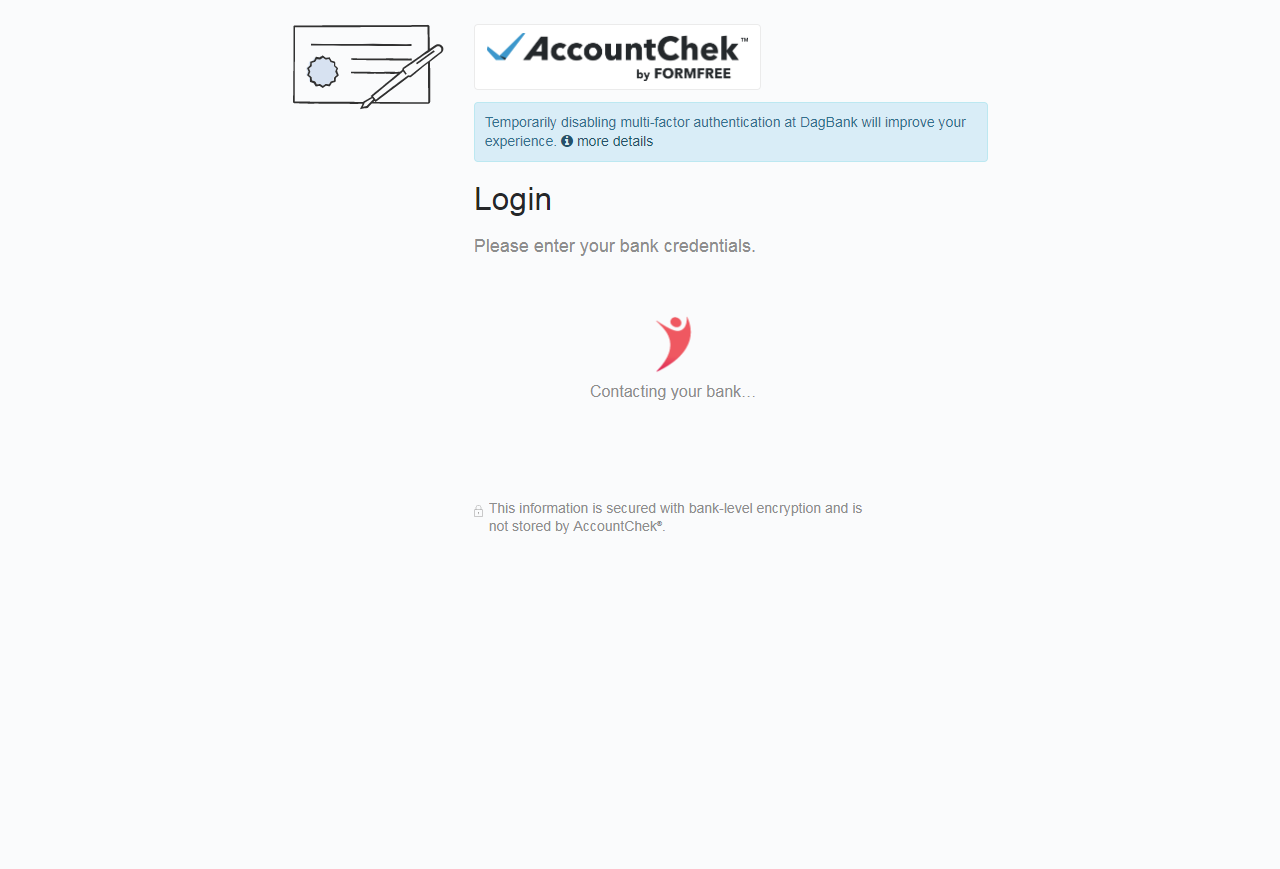 AccountChek™
by FORMFREE
Temporarily disabling multi-factor authentication at DagBank will improve your
experience. more details
Login
Please enter your bank credentials.
Contacting your bank…
This information is secured with bank-level encryption and is
not stored by AccountChek®.